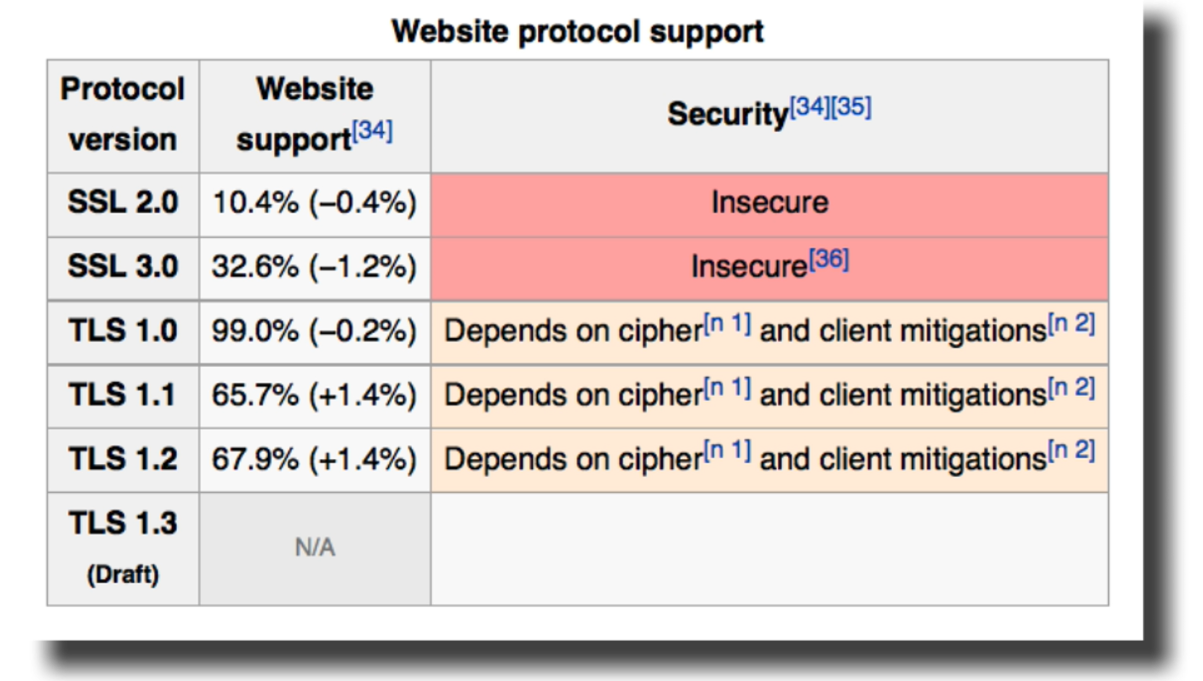 Website protocol support
Protocol version
Website support[34]
Security[34][35]
SSL 2.0 10.4% (−0.4%) Insecure
SSL 3.0 32.6% (−1.2%) Insecure[36]
TLS 1.0 99.0% (−0.2%) Depends on cipher[n 1] and client mitigations[n 2]
TLS 1.1 65.7% (+1.4%) Depends on cipher[n 1] and client mitigations[n 2]
TLS 1.2 67.9% (+1.4%) Depends on cipher[n 1] and client mitigations[n 2]
TLS 1.3
(Draft)
N/A